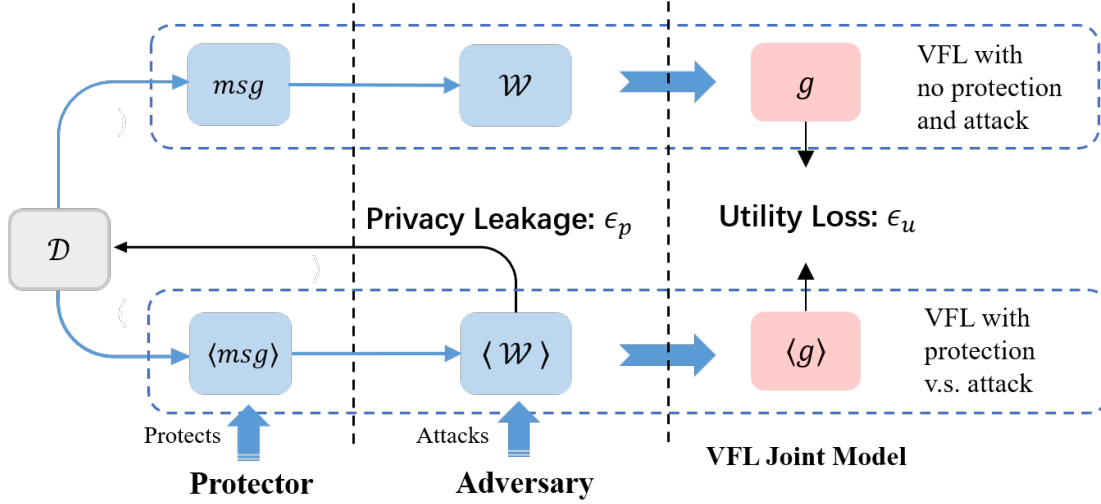 msg
𝒲
g
VFL with
no protection
and attack
𝒟
Privacy Leakage: ϵp
Utility Loss: ϵu
⟨msg⟩
⟨ 𝒲 ⟩
⟨g⟩
VFL with
protection
v.s. attack
Protects
Attacks
Protector
Adversary
VFL Joint Model